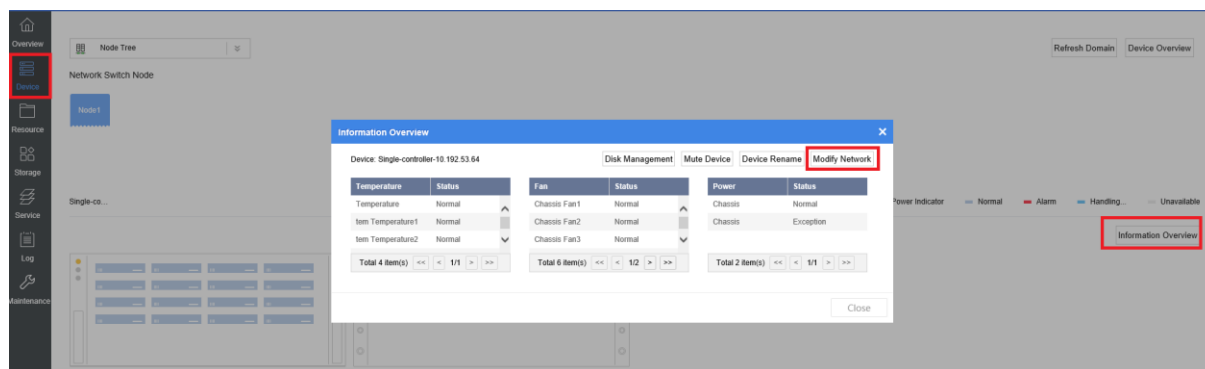 Overview
Device
Resource
Storage
Service
Log
Maintenance
Node Tree
Refresh Domain
Device Overview
Network Switch Node
Node1
Single-co...
Power Indicator
Normal
Alarm
Handling...
Unavailable
Information Overview
Information Overview
Device: Single-controller-10.192.53.64
Disk Management
Mute Device
Device Rename
Modify Network
Temperature Status
Temperature Normal
tem Temperature1 Normal
tem Temperature2 Normal
Total 4 item(s) << < 1/1 > >>
Fan Status
Chassis Fan1 Normal
Chassis Fan2 Normal
Chassis Fan3 Normal
Total 6 item(s) << < 1/2 > >>
Power Status
Chassis Normal
Chassis Exception
Total 2 item(s) << < 1/1 > >>
Close